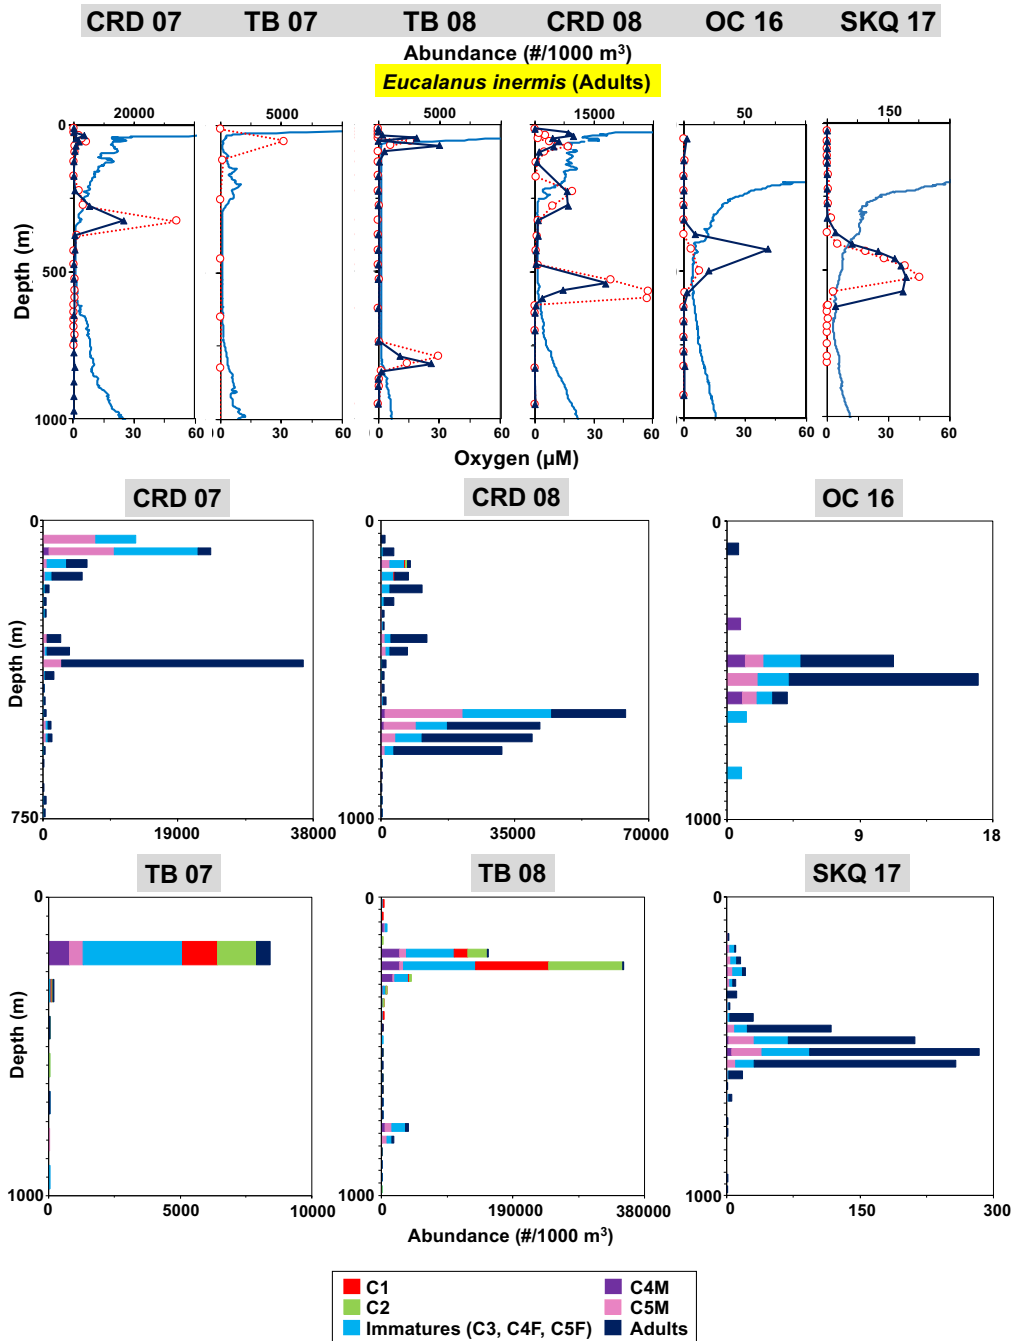 CRD 07 TB 07 TB 08 CRD 08 OC 16 SKQ 17
Abundance (#/1000 m³)
Eucalanus inermis (Adults)
20000 5000 5000 15000 50 150
0
500
1000
Depth (m)
0 30 60 0 30 60 0 30 60 0 30 60 0 30 60 0 30 60
Oxygen (µM)
CRD 07 CRD 08 OC 16
0 0 0
Depth (m)
750 1000 1000
0 19000 38000 0 35000 70000 0 9 18
TB 07 TB 08 SKQ 17
0 0 0
Depth (m)
1000 1000 1000
0 5000 10000 0 190000 380000 0 150 300
Abundance (#/1000 m³)
C1 C4M
C2 C5M
Immatures (C3, C4F, C5F) Adults